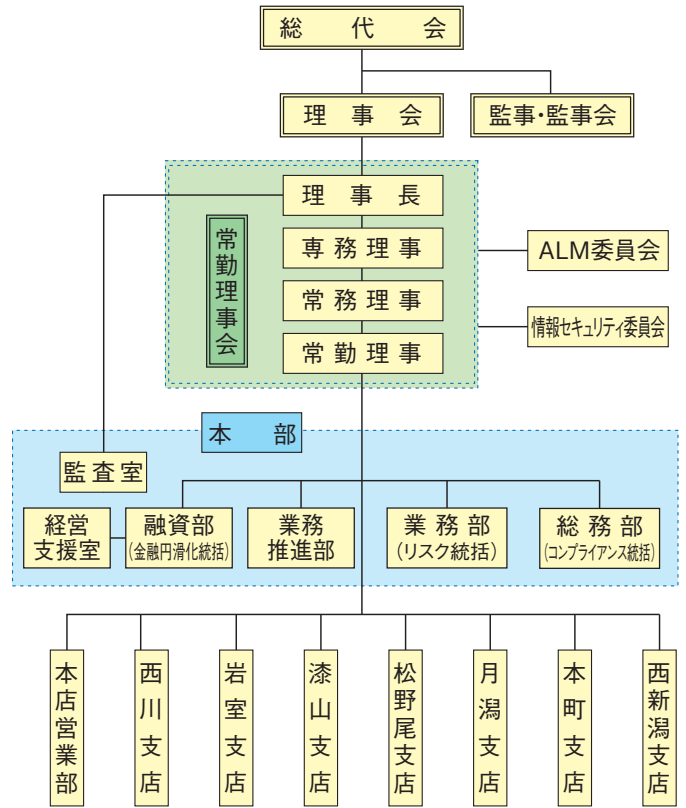 総代会
理事会
監事・監事会
理事長
専務理事
常務理事
常勤理事
常勤理事会
ALM委員会
情報セキュリティ委員会
本部
監査室
経営
支援室
融資部
(金融円滑化統括)
業務
推進部
業務部
(リスク統括)
総務部
(コンプライアンス統括)
本店営業部
西川支店
岩室支店
漆山支店
松野尾支店
月潟支店
本町支店
西新潟支店